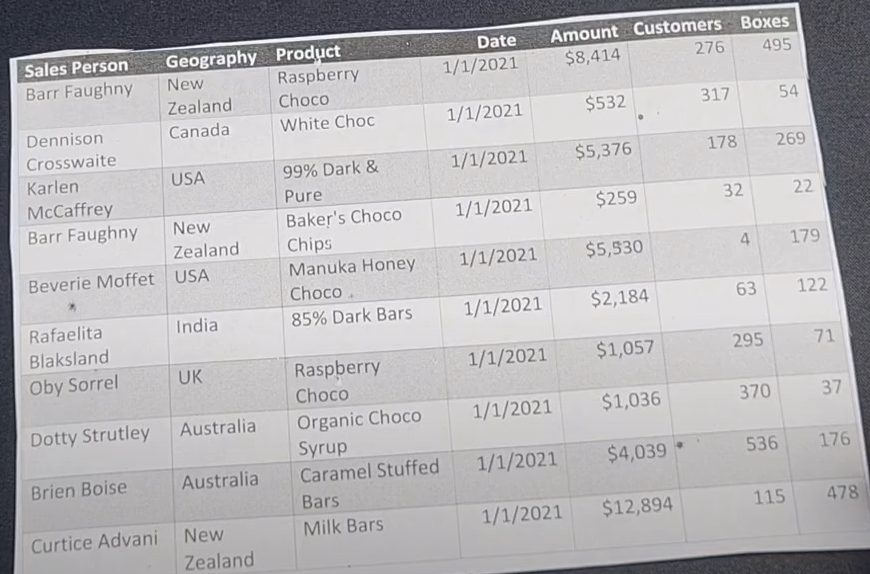 Sales Person Geography Product Date Amount Customers Boxes
Barr Faughny New Zealand Raspberry Choco 1/1/2021 $8,414 276 495
Dennison Crosswaite Canada White Choc 1/1/2021 $532 317 54
Karlen McCaffrey USA 99% Dark & Pure 1/1/2021 $5,376 178 269
Barr Faughny New Zealand Baker's Choco Chips 1/1/2021 $259 32 22
Beverie Moffet USA Manuka Honey Choco 1/1/2021 $5,530 4 179
Rafaelita Blaksland India 85% Dark Bars 1/1/2021 $2,184 63 122
Oby Sorrel UK Raspberry Choco 1/1/2021 $1,057 295 71
Dotty Strutley Australia Organic Choco Syrup 1/1/2021 $1,036 370 37
Brien Boise Australia Caramel Stuffed Bars 1/1/2021 $4,039 536 176
Curtice Advani New Zealand Milk Bars 1/1/2021 $12,894 115 478